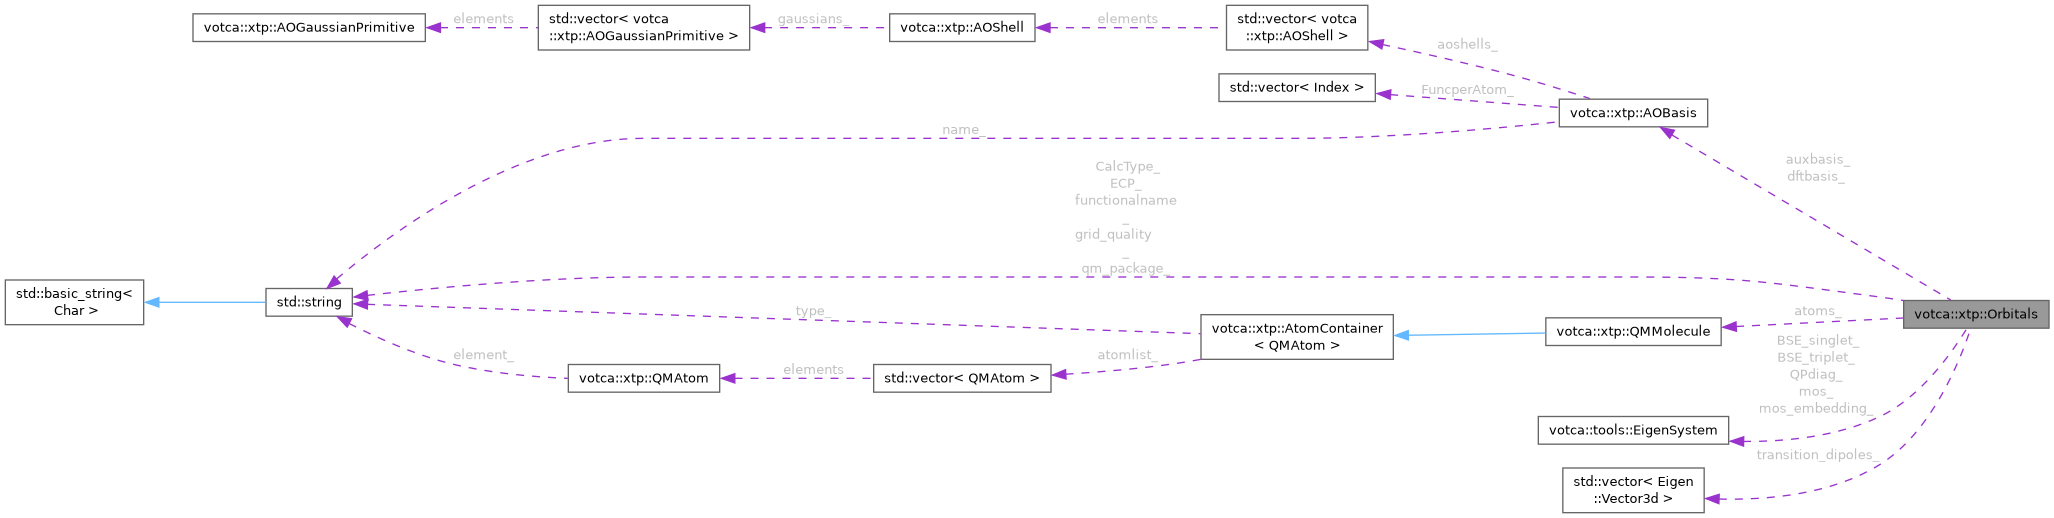 votca::xtp::AOGaussianPrimitive
elements
std::vector< votca
::xtp::AOGaussianPrimitive >
gaussians_
votca::xtp::AOShell
elements
std::vector< votca
::xtp::AOShell >
aoshells_
std::vector< Index >
FuncperAtom_
votca::xtp::AOBasis
name_
auxbasis_
dftbasis_
CalcType_
ECP_
functionalname
_
grid_quality
_
qm_package_
std::basic_string<
Char >
std::string
type_
votca::xtp::AtomContainer
< QMAtom >
votca::xtp::QMMolecule
atoms_
votca::xtp::Orbitals
element_
votca::xtp::QMAtom
elements
std::vector< QMAtom >
atomlist_
BSE_singlet_
BSE_triplet_
QPdiag_
mos_
mos_embedding_
votca::tools::EigenSystem
transition_dipoles_
std::vector< Eigen
::Vector3d >